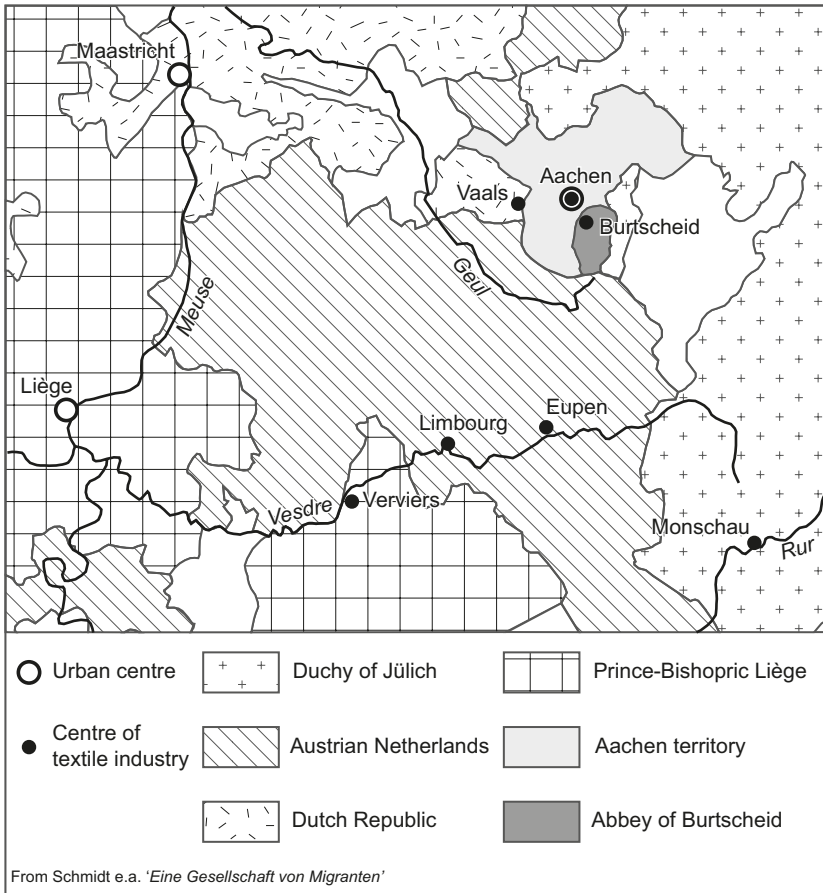 Maastricht
Aachen
Vaals
Burtscheid
Geul
Meuse
Liège
Limbourg
Eupen
Vesdre
Verviers
Monschau
Rur
Urban centre
Duchy of Jülich
Prince-Bishopric Liège
Centre of
textile industry
Austrian Netherlands
Aachen territory
Dutch Republic
Abbey of Burtscheid
From Schmidt e.a. ‘Eine Gesellschaft von Migranten’